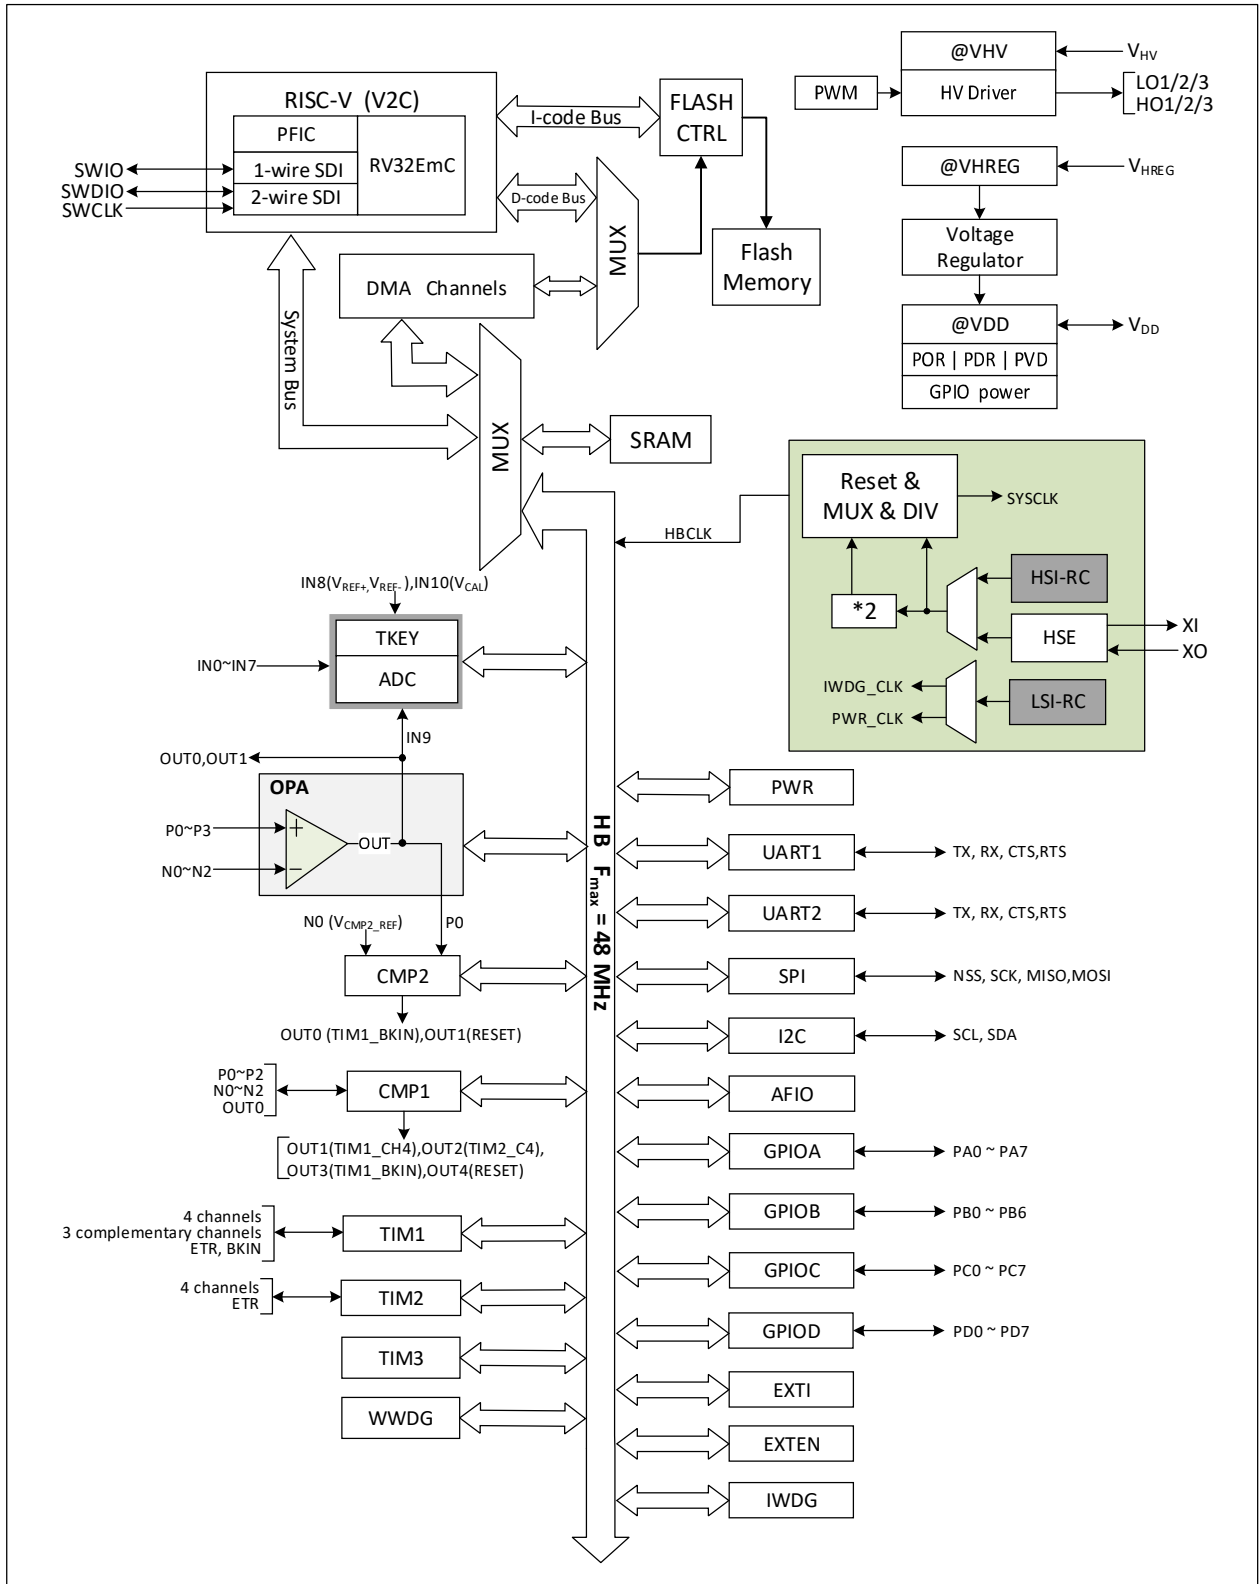 RISC-V (V2C)
PFIC
1-wire SDI
2-wire SDI
RV32EmC
SWIO
SWDIO
SWCLK
I-code Bus
D-code Bus
FLASH
CTRL
MUX
Flash
Memory
DMA Channels
System Bus
MUX
SRAM
@VHV
HV Driver
PWM
VHV
LO1/2/3
HO1/2/3
@VHREG
VHREG
Voltage
Regulator
@VDD
VDD
POR | PDR | PVD
GPIO power
Reset &
MUX & DIV
SYSCLK
HBCLK
*2
HSI-RC
HSE
XI
XO
IWDG_CLK
PWR_CLK
LSI-RC
IN8(VREF+,VREF-),IN10(VCAL)
TKEY
ADC
IN0~IN7
IN9
OUT0,OUT1
OPA
P0~P3
+
OUT
N0~N2
−
N0 (VCMP2_REF)
P0
CMP2
OUT0 (TIM1_BKIN),OUT1(RESET)
P0~P2
N0~N2
OUT0
CMP1
OUT1(TIM1_CH4),OUT2(TIM2_C4),
OUT3(TIM1_BKIN),OUT4(RESET)
4 channels
3 complementary channels
ETR, BKIN
TIM1
4 channels
ETR
TIM2
TIM3
WWDG
HB Fmax = 48 MHz
PWR
UART1
TX, RX, CTS,RTS
UART2
TX, RX, CTS,RTS
SPI
NSS, SCK, MISO,MOSI
I2C
SCL, SDA
AFIO
GPIOA
PA0 ~ PA7
GPIOB
PB0 ~ PB6
GPIOC
PC0 ~ PC7
GPIOD
PD0 ~ PD7
EXTI
EXTEN
IWDG